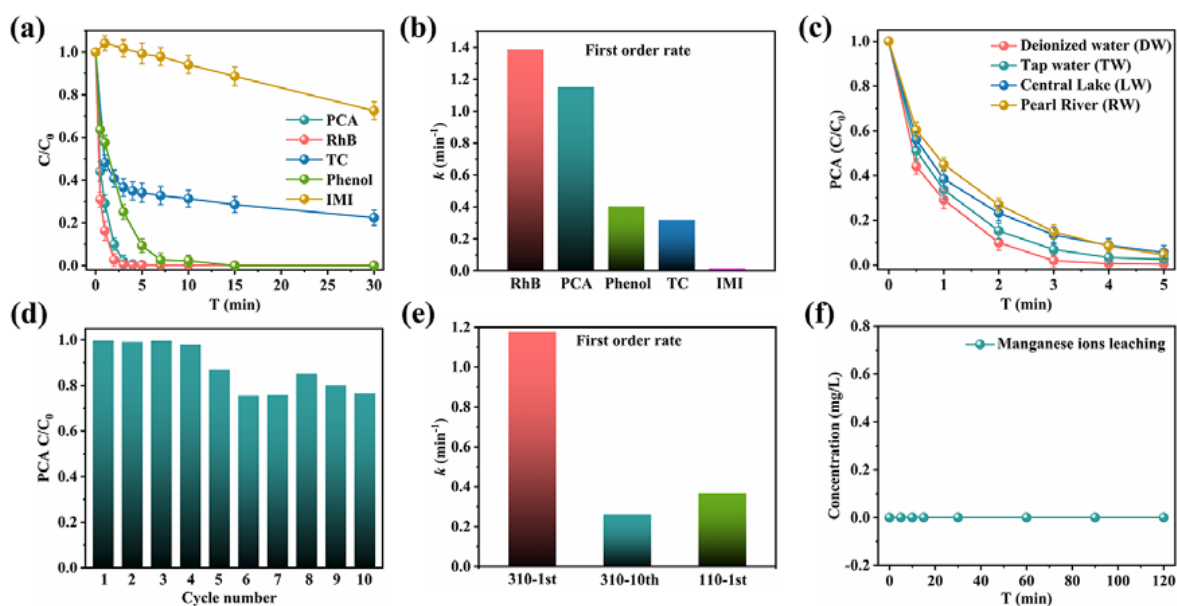 (a)
C/C0
1.0
0.8
0.6
0.4
0.2
0.0
PCA
RhB
TC
Phenol
IMI
0 5 10 15 20 25 30
T (min)
(b)
First order rate
k (min⁻¹)
1.4
1.2
1.0
0.8
0.6
0.4
0.2
0.0
RhB PCA Phenol TC IMI
(c)
PCA (C/C0)
1.0
0.8
0.6
0.4
0.2
0.0
Deionized water (DW)
Tap water (TW)
Central Lake (LW)
Pearl River (RW)
0 1 2 3 4 5
T (min)
(d)
PCA C/C0
1.0
0.8
0.6
0.4
0.2
0.0
1 2 3 4 5 6 7 8 9 10
Cycle number
(e)
First order rate
k (min⁻¹)
1.2
1.0
0.8
0.6
0.4
0.2
0.0
310-1st 310-10th 110-1st
(f)
Concentration (mg/L)
0.8
0.6
0.4
0.2
0.0
-0.2
Manganese ions leaching
0 20 40 60 80 100 120
T (min)